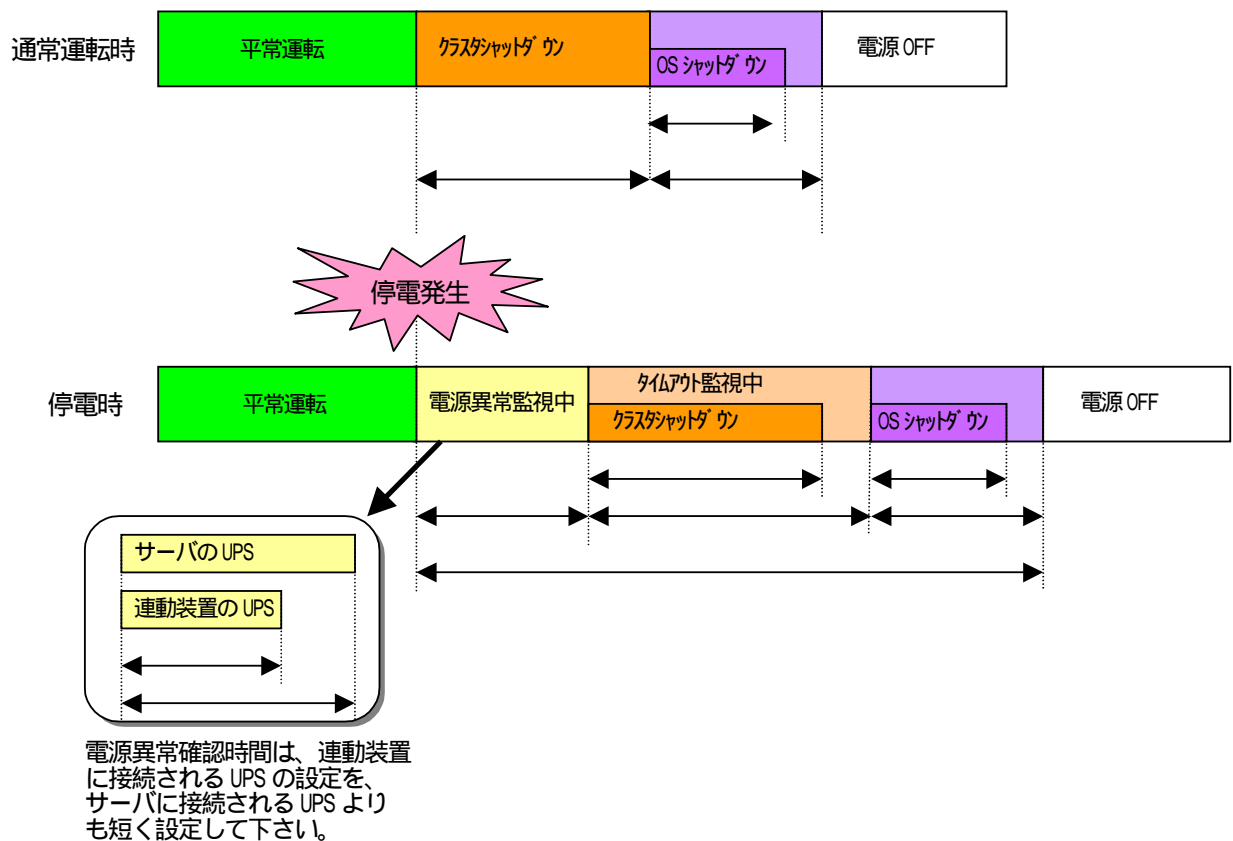 通常運転時
平常運転
クラスタシャットダウン
OS シャットダウン
電源 OFF
停電発生
停電時
平常運転
電源異常監視中
タイムアウト監視中
クラスタシャットダウン
OS シャットダウン
電源 OFF
サーバの UPS
連動装置の UPS
電源異常確認時間は、連動装置
に接続される UPS の設定を、
サーバに接続される UPS より
も短く設定して下さい。